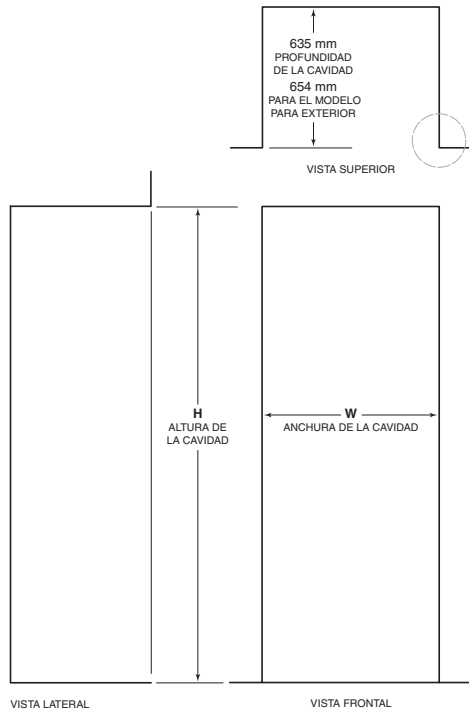 635 mm
PROFUNDIDAD
DE LA CAVIDAD
654 mm
PARA EL MODELO
PARA EXTERIOR
VISTA SUPERIOR
H
ALTURA DE
LA CAVIDAD
W
ANCHURA DE LA CAVIDAD
VISTA LATERAL
VISTA FRONTAL